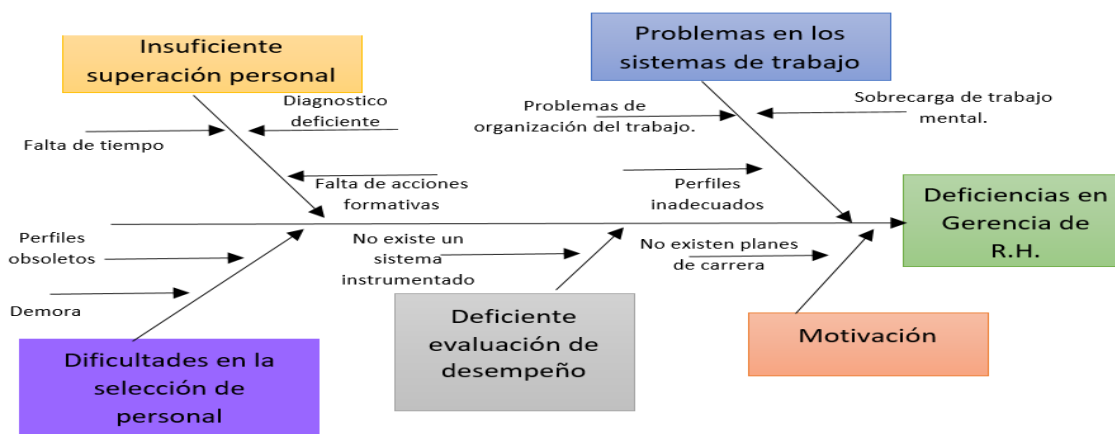 Insuficiente
superación personal
Problemas en los
sistemas de trabajo
Diagnostico
deficiente
Falta de tiempo
Falta de acciones
formativas
Problemas de
organización del trabajo.
Sobrecarga de trabajo
mental.
Perfiles
inadecuados
Deficiencias en
Gerencia de
R.H.
Perfiles
obsoletos
Demora
No existe un
sistema
instrumentado
No existen planes
de carrera
Dificultades en la
selección de
personal
Deficiente
evaluación de
desempeño
Motivación